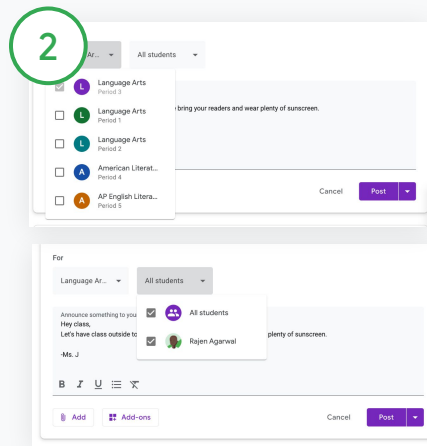 2
Ar...
All students
Language Arts
Period 3
Language Arts
Period 1
Language Arts
Period 2
American Literat...
Period 4
AP English Litera...
Period 5
bring your readers and wear plenty of sunscreen.
Cancel
Post
For
Language Ar...
All students
Announce something to you
Hey class,
Let's have class outside to
plenty of sunscreen.
-Ms. J
All students
Rajen Agarwal
B I U
Add
Add-ons
Cancel
Post